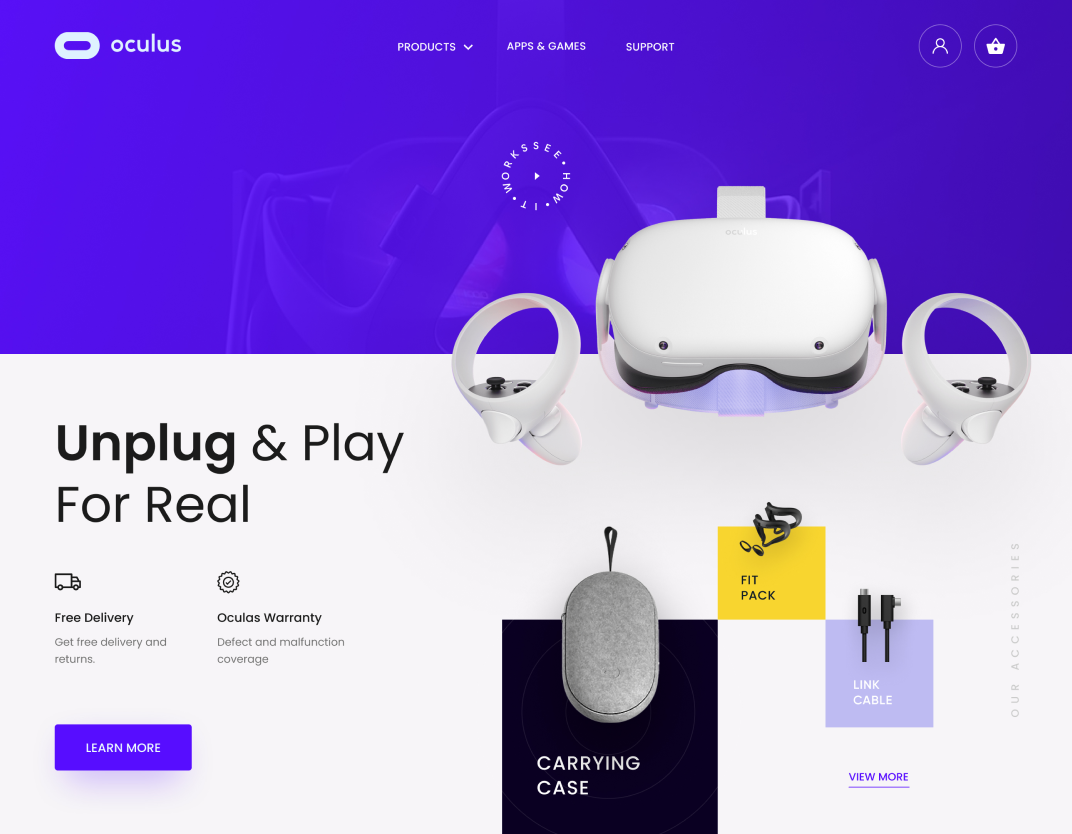 oculus
PRODUCTS
APPS & GAMES
SUPPORT
SEE • HOW • IT • WORKS
oculus
Unplug & Play
For Real
Free Delivery
Get free delivery and
returns.
Oculas Warranty
Defect and malfunction
coverage
LEARN MORE
FIT
PACK
LINK
CABLE
CARRYING
CASE
VIEW MORE
OUR ACCESSORIES